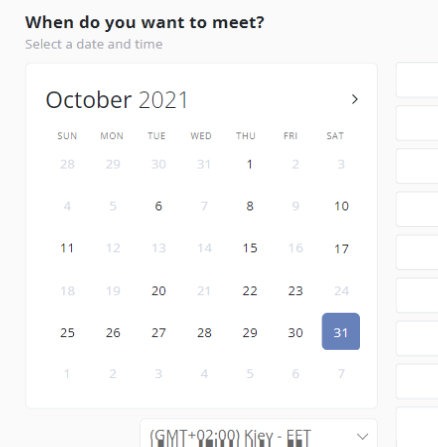 When do you want to meet?
Select a date and time
October 2021
SUN MON TUE WED THU FRI SAT
28 29 30 31 1 2 3
4 5 6 7 8 9 10
11 12 13 14 15 16 17
18 19 20 21 22 23 24
25 26 27 28 29 30 31
1 2 3 4 5 6 7
(GMT+02:00) Kiev - EET